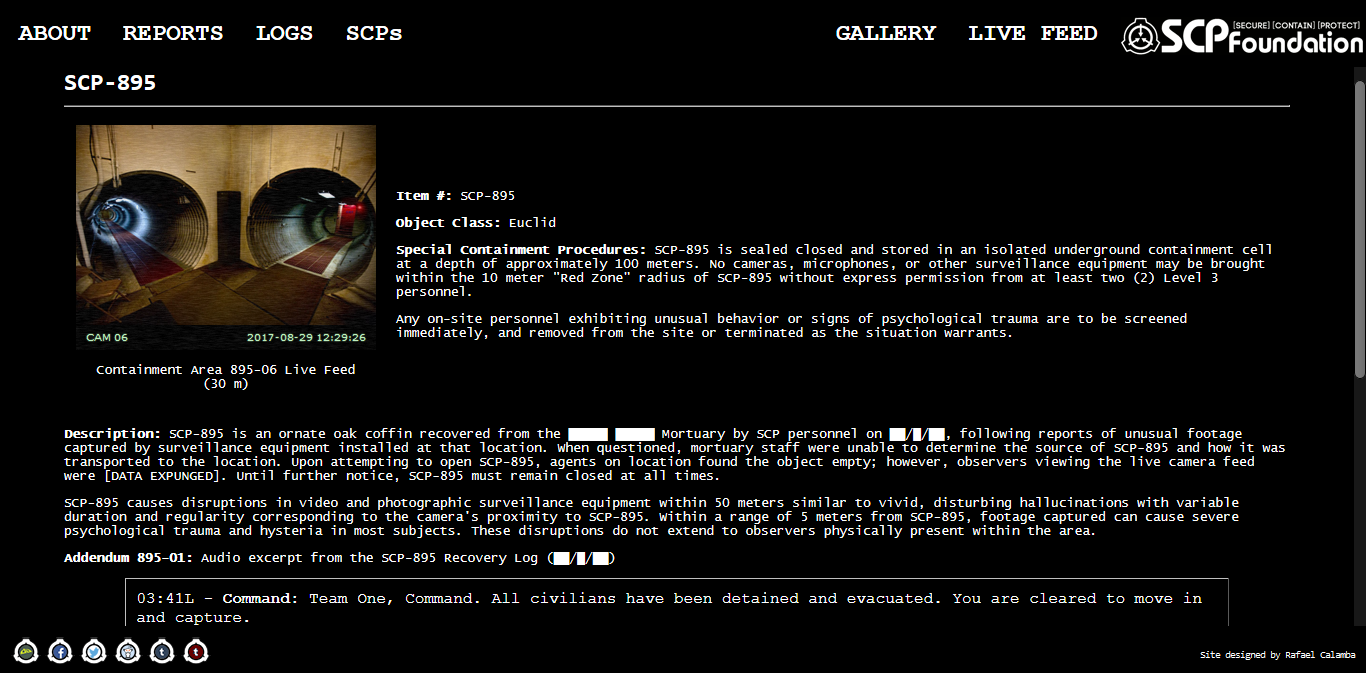 ABOUT REPORTS LOGS SCPs GALLERY LIVE FEED [SECURE] [CONTAIN] [PROTECT]
SCP Foundation
SCP-895
Item #: SCP-895
Object Class: Euclid
Special Containment Procedures: SCP-895 is sealed closed and stored in an isolated underground containment cell
at a depth of approximately 100 meters. No cameras, microphones, or other surveillance equipment may be brought
within the 10 meter "Red Zone" radius of SCP-895 without express permission from at least two (2) Level 3
personnel.
Any on-site personnel exhibiting unusual behavior or signs of psychological trauma are to be screened
immediately, and removed from the site or terminated as the situation warrants.
CAM 06 2017-08-29 12:29:26
Containment Area 895-06 Live Feed
(30 m)
Description: SCP-895 is an ornate oak coffin recovered from the █████ █████ Mortuary by SCP personnel on ██/█/██, following reports of unusual footage
captured by surveillance equipment installed at that location. When questioned, mortuary staff were unable to determine the source of SCP-895 and how it was
transported to the location. Upon attempting to open SCP-895, agents on location found the object empty; however, observers viewing the live camera feed
were [DATA EXPUNGED]. Until further notice, SCP-895 must remain closed at all times.
SCP-895 causes disruptions in video and photographic surveillance equipment within 50 meters similar to vivid, disturbing hallucinations with variable
duration and regularity corresponding to the camera's proximity to SCP-895. Within a range of 5 meters from SCP-895, footage captured can cause severe
psychological trauma and hysteria in most subjects. These disruptions do not extend to observers physically present within the area.
Addendum 895-01: Audio excerpt from the SCP-895 Recovery Log (██/█/██)
03:41L - Command: Team One, Command. All civilians have been detained and evacuated. You are cleared to move in
and capture.
Site designed by Rafael Calamba